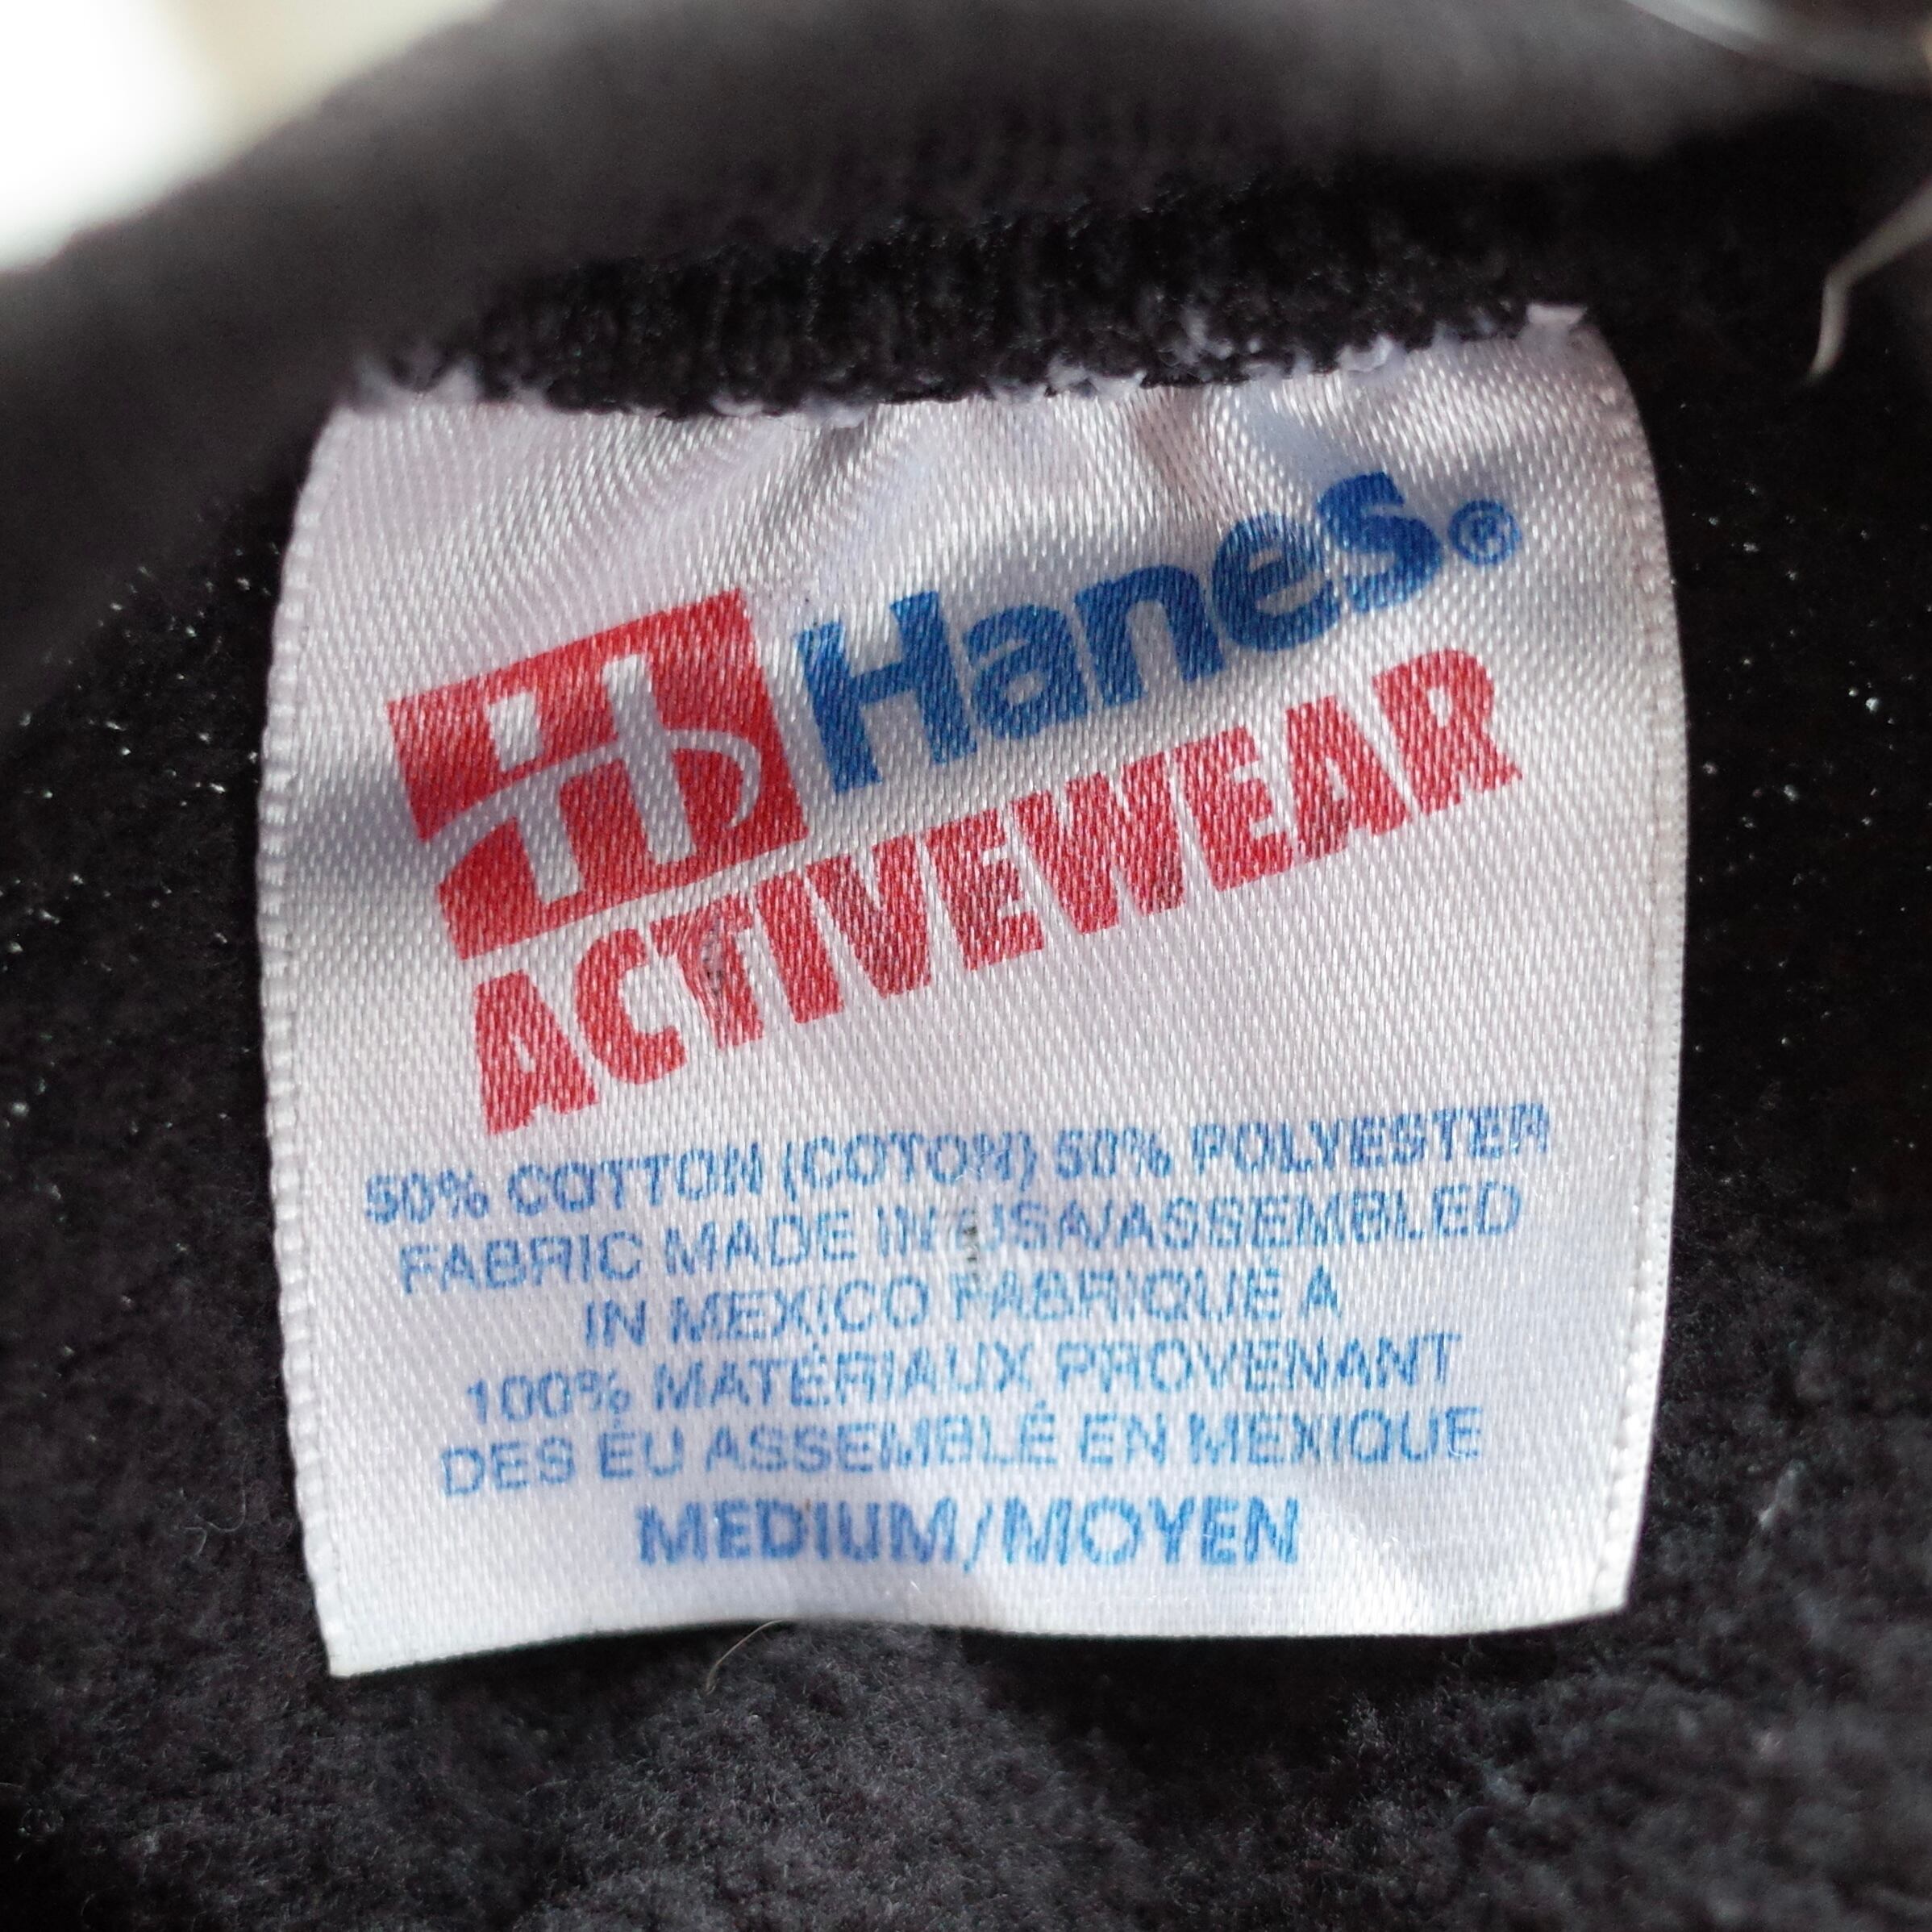 Hanes®
ACTIVEWEAR
50% COTTON (COTON) 50% POLYESTER
FABRIC MADE IN USA/ASSEMBLED
IN MEXICO FABRIQUÉ A
100% MATÉRIAUX PROVENANT
DES ÉU ASSEMBLÉ EN MEXIQUE
MEDIUM/MOYEN